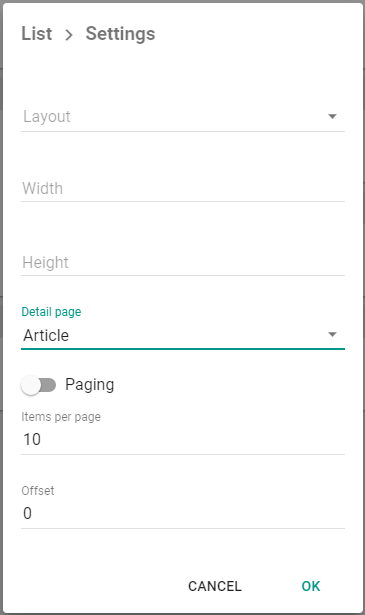 List > Settings
Layout
Width
Height
Detail page
Article
Paging
Items per page
10
Offset
0
CANCEL OK